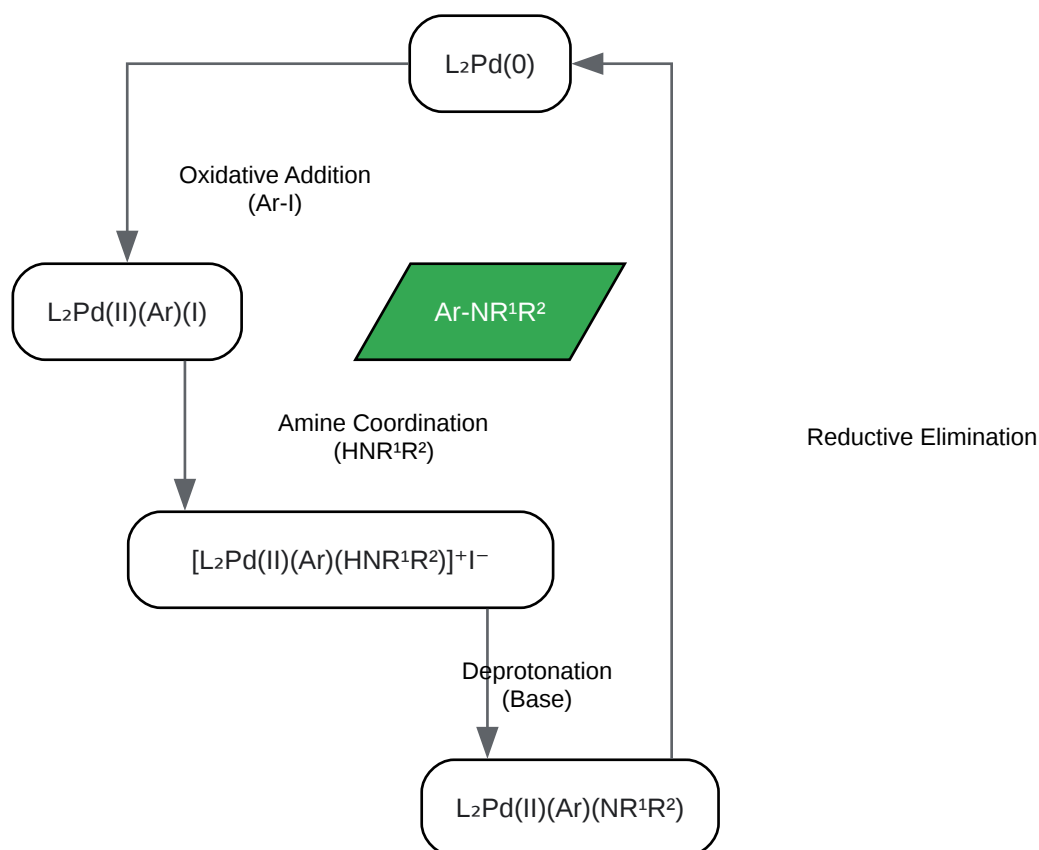 L₂Pd(0)
Oxidative Addition
(Ar-I)
L₂Pd(II)(Ar)(I)
Ar-NR¹R²
Amine Coordination
(HNR¹R²)
Reductive Elimination
[L₂Pd(II)(Ar)(HNR¹R²)]⁺I⁻
Deprotonation
(Base)
L₂Pd(II)(Ar)(NR¹R²)